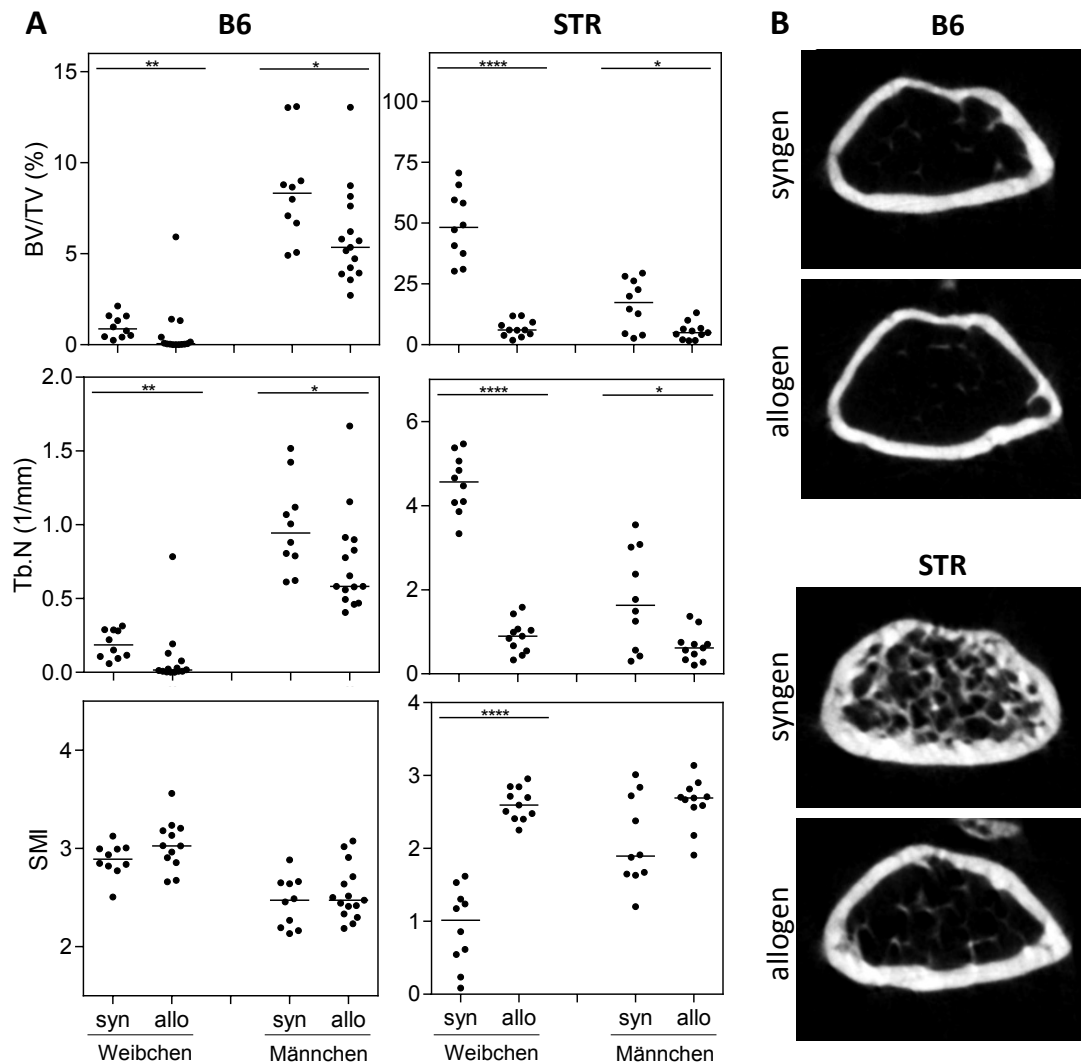 A B6 STR B B6
** * **** *
15
10
5
0
BV/TV (%)
100
75
50
25
0
syngen
allogen
** * **** *
2.0
1.5
1.0
0.5
0.0
Tb.N (1/mm)
6
4
2
0
STR
syngen
allogen
****
4
3
2
SMI
4
3
2
1
0
syn allo syn allo syn allo syn allo
Weibchen Männchen Weibchen Männchen